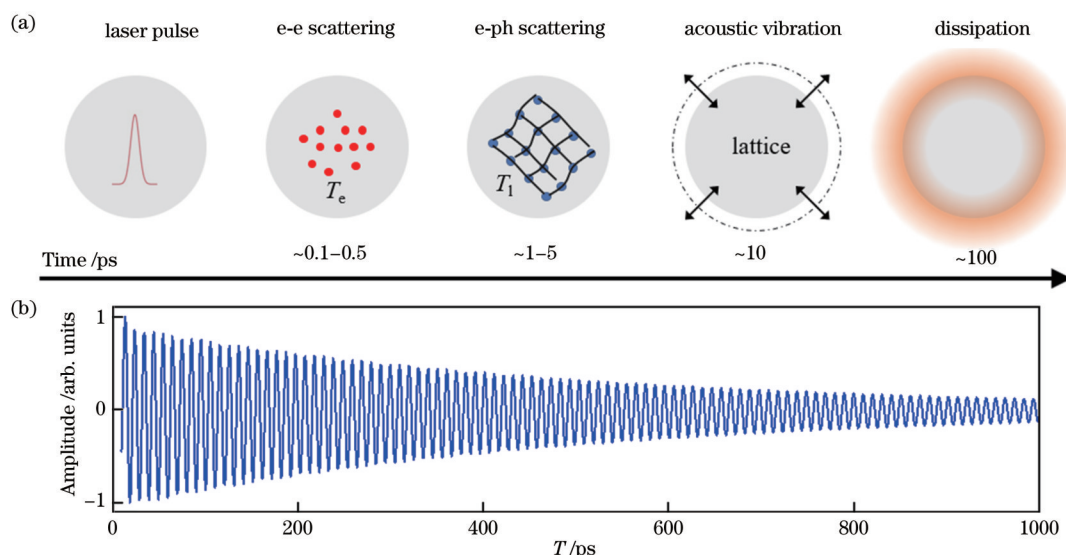 (a)
laser pulse e-e scattering e-ph scattering acoustic vibration dissipation
Te Tl lattice
Time /ps ~0.1–0.5 ~1–5 ~10 ~100
(b)
Amplitude /arb. units
1
0
−1
0 200 400 600 800 1000
T /ps